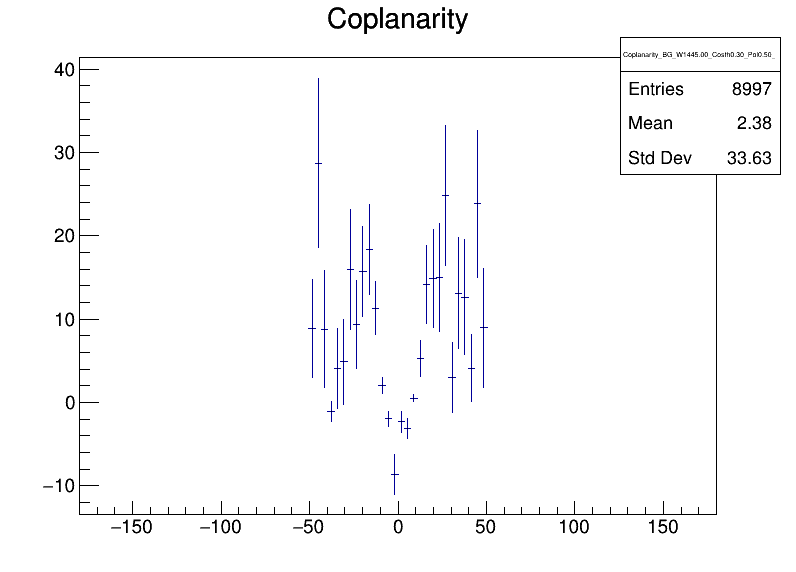 Coplanarity
Coplanarity_BG_W1445.00_Costh0.30_Pol0.50_
Entries 8997
Mean 2.38
Std Dev 33.63
40
30
20
10
0
−10
−150 −100 −50 0 50 100 150